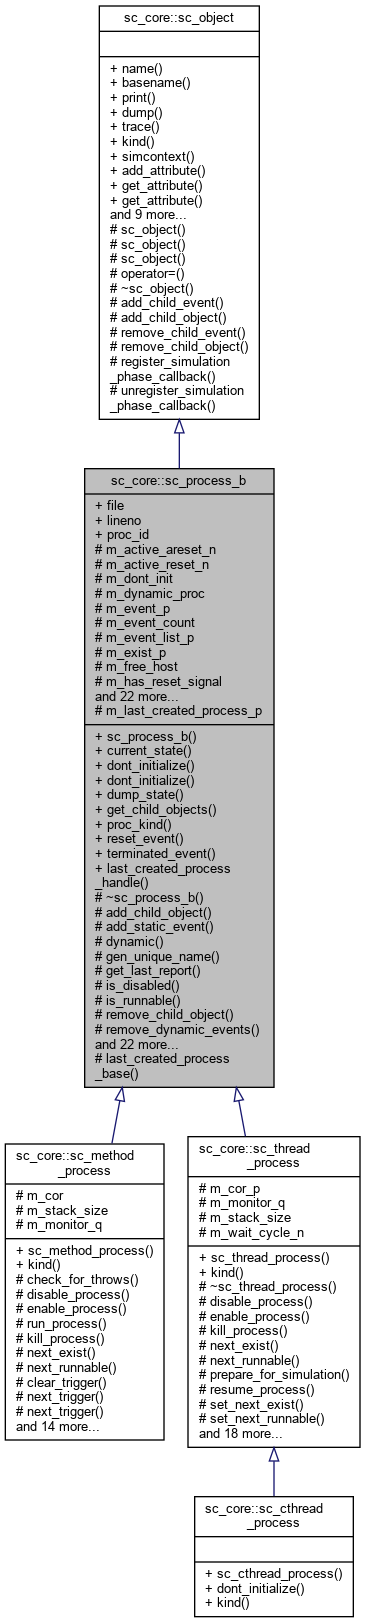 sc_core::sc_object
+ name()
+ basename()
+ print()
+ dump()
+ trace()
+ kind()
+ simcontext()
+ add_attribute()
+ get_attribute()
+ get_attribute()
and 9 more...
# sc_object()
# sc_object()
# sc_object()
# operator=()
# ~sc_object()
# add_child_event()
# add_child_object()
# remove_child_event()
# remove_child_object()
# register_simulation
_phase_callback()
# unregister_simulation
_phase_callback()
sc_core::sc_process_b
+ file
+ lineno
+ proc_id
# m_active_areset_n
# m_active_reset_n
# m_dont_init
# m_dynamic_proc
# m_event_p
# m_event_count
# m_event_list_p
# m_exist_p
# m_free_host
# m_has_reset_signal
and 22 more...
# m_last_created_process_p
+ sc_process_b()
+ current_state()
+ dont_initialize()
+ dont_initialize()
+ dump_state()
+ get_child_objects()
+ proc_kind()
+ reset_event()
+ terminated_event()
+ last_created_process
_handle()
# ~sc_process_b()
# add_child_object()
# add_static_event()
# dynamic()
# gen_unique_name()
# get_last_report()
# is_disabled()
# is_runnable()
# remove_child_object()
# remove_dynamic_events()
and 22 more...
# last_created_process
_base()
sc_core::sc_method
_process
# m_cor
# m_stack_size
# m_monitor_q
+ sc_method_process()
+ kind()
# check_for_throws()
# disable_process()
# enable_process()
# run_process()
# kill_process()
# next_exist()
# next_runnable()
# clear_trigger()
# next_trigger()
# next_trigger()
and 14 more...
sc_core::sc_thread
_process
# m_cor_p
# m_monitor_q
# m_stack_size
# m_wait_cycle_n
+ sc_thread_process()
+ kind()
# ~sc_thread_process()
# disable_process()
# enable_process()
# kill_process()
# next_exist()
# next_runnable()
# prepare_for_simulation()
# resume_process()
# set_next_exist()
# set_next_runnable()
and 18 more...
sc_core::sc_cthread
_process
+ sc_cthread_process()
+ dont_initialize()
+ kind()